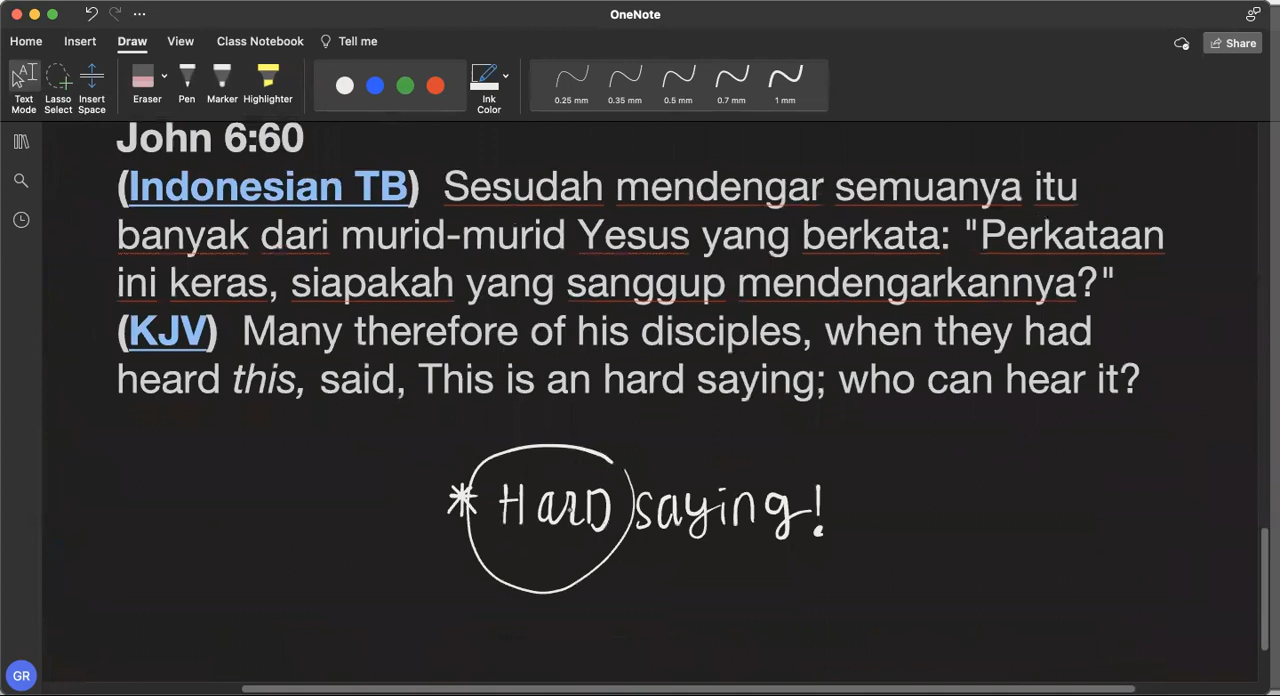 OneNote
Home Insert Draw View Class Notebook Tell me Share
Text Mode Lasso Select Insert Space Eraser Pen Marker Highlighter Ink Color 0.25 mm 0.35 mm 0.5 mm 0.7 mm 1 mm
John 6:60
(Indonesian TB) Sesudah mendengar semuanya itu
banyak dari murid-murid Yesus yang berkata: "Perkataan
ini keras, siapakah yang sanggup mendengarkannya?"
(KJV) Many therefore of his disciples, when they had
heard this, said, This is an hard saying; who can hear it?
* HarD saying!
GR